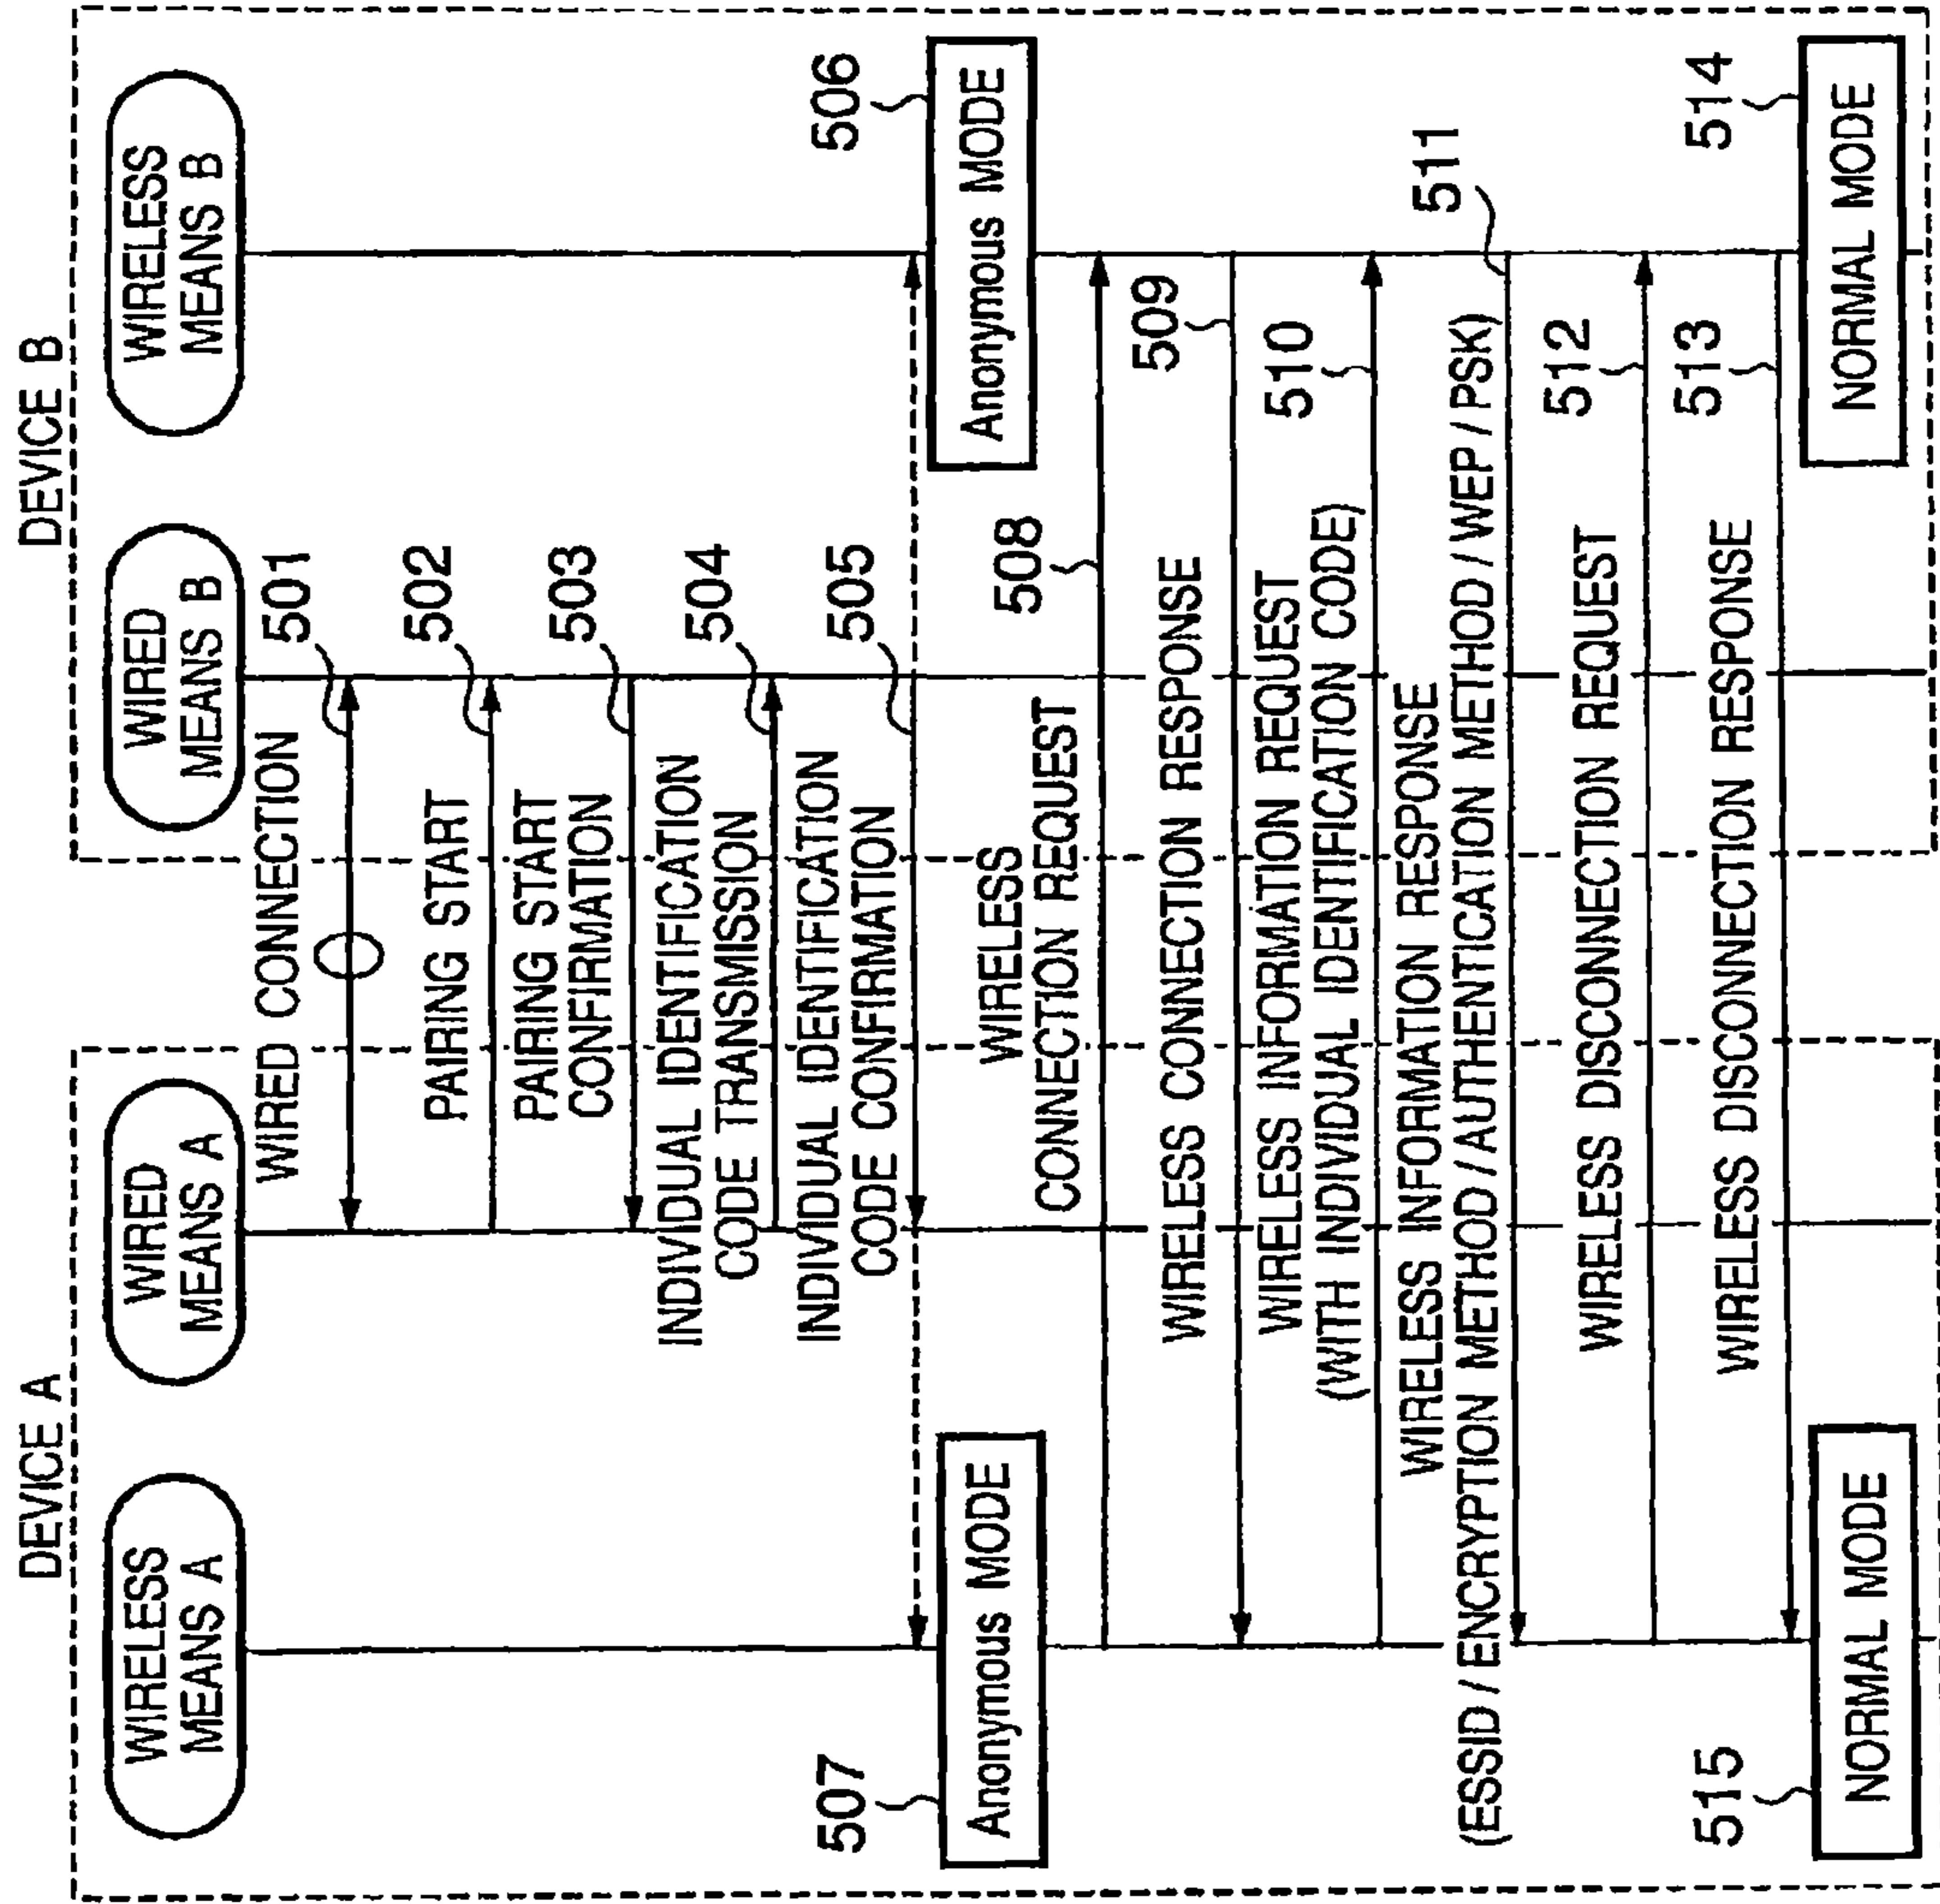 DEVICE A
DEVICE B
WIRELESS
MEANS A
WIRED
MEANS A
WIRED
MEANS B
WIRELESS
MEANS B
WIRED CONNECTION
501
PAIRING START
502
PAIRING START
CONFIRMATION
503
INDIVIDUAL IDENTIFICATION
CODE TRANSMISSION
504
INDIVIDUAL IDENTIFICATION
CODE CONFIRMATION
505
506
507
Anonymous MODE
Anonymous MODE
WIRELESS
CONNECTION REQUEST
508
WIRELESS CONNECTION RESPONSE
509
WIRELESS INFORMATION REQUEST
(WITH INDIVIDUAL IDENTIFICATION CODE)
510
WIRELESS INFORMATION RESPONSE
(ESSID / ENCRYPTION METHOD / AUTHENTICATION METHOD / WEP / PSK)
511
WIRELESS DISCONNECTION REQUEST
512
WIRELESS DISCONNECTION RESPONSE
513
514
515
NORMAL MODE
NORMAL MODE